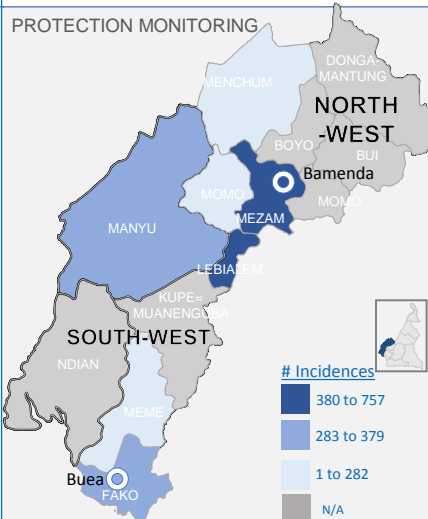 PROTECTION MONITORING
DONGA-
MANTUNG
MENCHUM
NORTH
-WEST
BOYO
BUI
Bamenda
MOMO
MOMO
MEZAM
MANYU
LEBIALEM
KUPE=
MUANENGUBA
SOUTH-WEST
NDIAN
MEME
# Incidences
380 to 757
283 to 379
1 to 282
N/A
Buea
FAKO